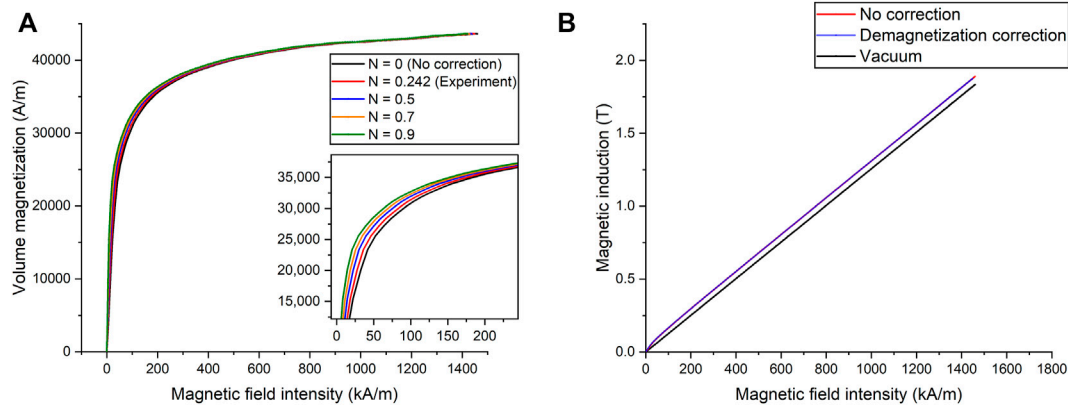 A
Volume magnetization (A/m)
40000
30000
20000
10000
0
N = 0 (No correction)
N = 0.242 (Experiment)
N = 0.5
N = 0.7
N = 0.9
35,000
30,000
25,000
20,000
15,000
0 50 100 150 200
0 200 400 600 800 1000 1200 1400
Magnetic field intensity (kA/m)
B
No correction
Demagnetization correction
Vacuum
Magnetic induction (T)
2.0
1.5
1.0
0.5
0.0
0 200 400 600 800 1000 1200 1400 1600 1800
Magnetic field intensity (kA/m)